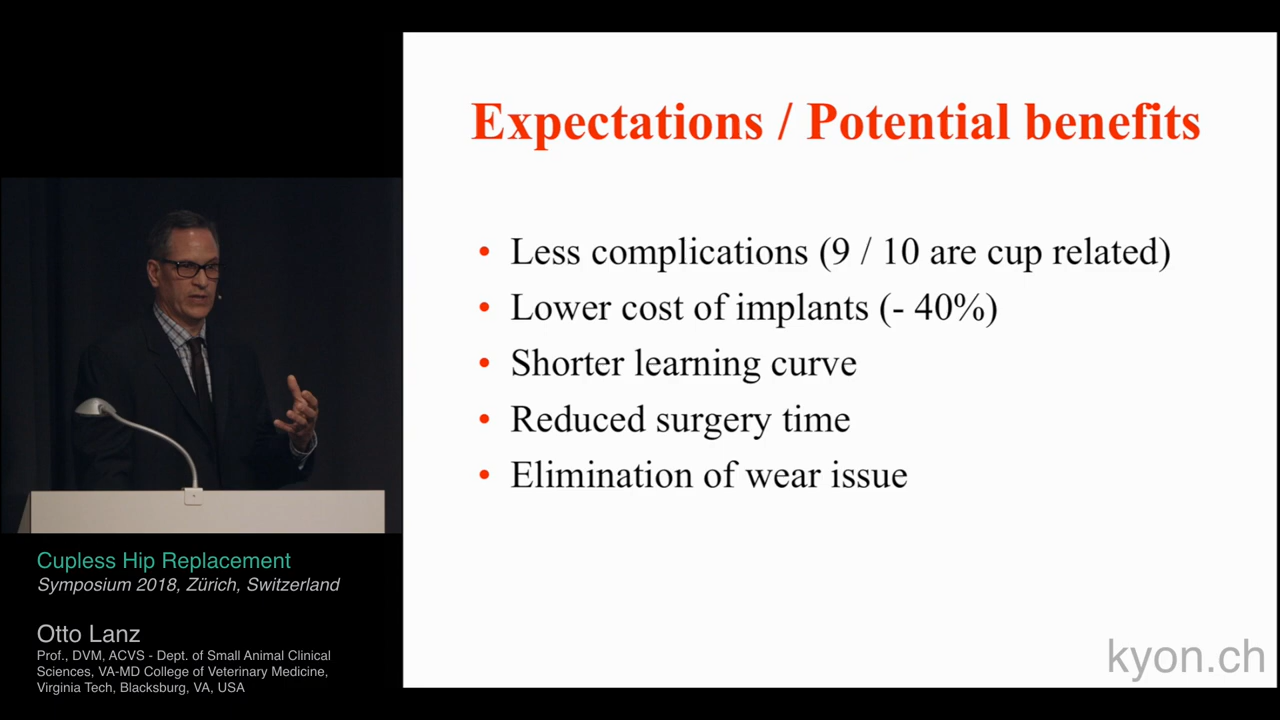 Expectations / Potential benefits
• Less complications (9 / 10 are cup related)
• Lower cost of implants (- 40%)
• Shorter learning curve
• Reduced surgery time
• Elimination of wear issue
kyon.ch
Cupless Hip Replacement
Symposium 2018, Zürich, Switzerland
Otto Lanz
Prof., DVM, ACVS - Dept. of Small Animal Clinical
Sciences, VA-MD College of Veterinary Medicine,
Virginia Tech, Blacksburg, VA, USA